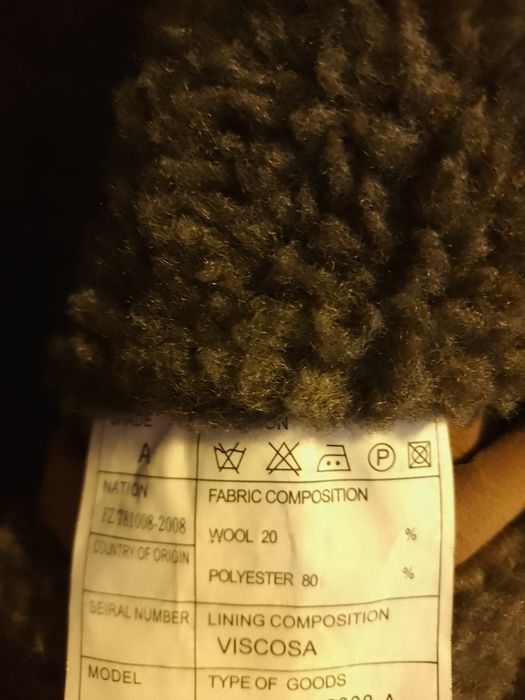 A
P
NATION
FZ/T81008-2008
FABRIC COMPOSITION
WOOL 20 %
COUNTRY OF ORIGIN
POLYESTER 80 %
SEIRAL NUMBER
LINING COMPOSITION
VISCOSA
MODEL
TYPE OF GOODS